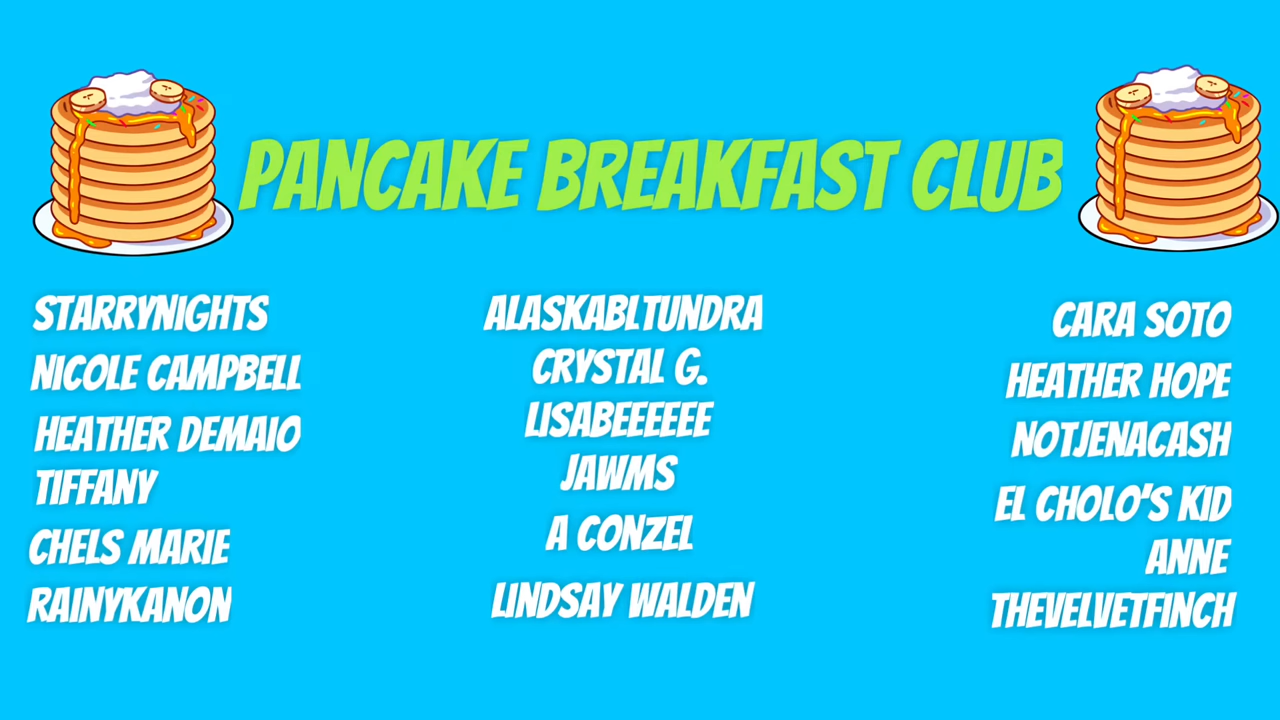 PANCAKE BREAKFAST CLUB
STARRYNIGHTS
NICOLE CAMPBELL
HEATHER DEMAIO
TIFFANY
CHELS MARIE
RAINYKANON
ALASKABLTUNDRA
CRYSTAL G.
LISABEEEEEE
JAWMS
A CONZEL
LINDSAY WALDEN
CARA SOTO
HEATHER HOPE
NOTJENACASH
EL CHOLO'S KID
ANNE
THEVELVETFINCH